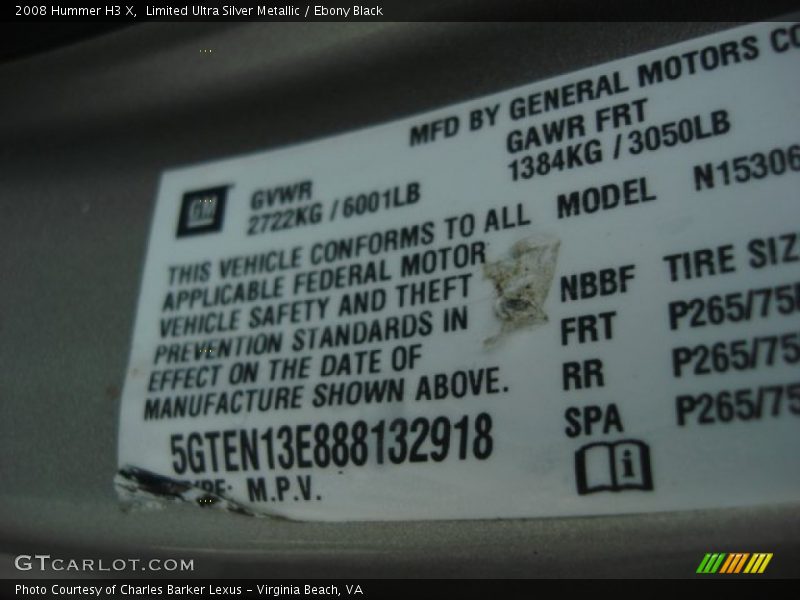 2008 Hummer H3 X,  Limited Ultra Silver Metallic / Ebony Black
MFD BY GENERAL MOTORS CO
GM
GVWR
2722KG / 6001LB
GAWR FRT
1384KG / 3050LB
THIS VEHICLE CONFORMS TO ALL
APPLICABLE FEDERAL MOTOR
VEHICLE SAFETY AND THEFT
PREVENTION STANDARDS IN
EFFECT ON THE DATE OF
MANUFACTURE SHOWN ABOVE.
MODEL N15306
NBBF TIRE SIZ
FRT P265/75
RR P265/75
SPA P265/75
5GTEN13E888132918
TYPE: M.P.V.
i
GTCARLOT.COM
Photo Courtesy of Charles Barker Lexus - Virginia Beach, VA